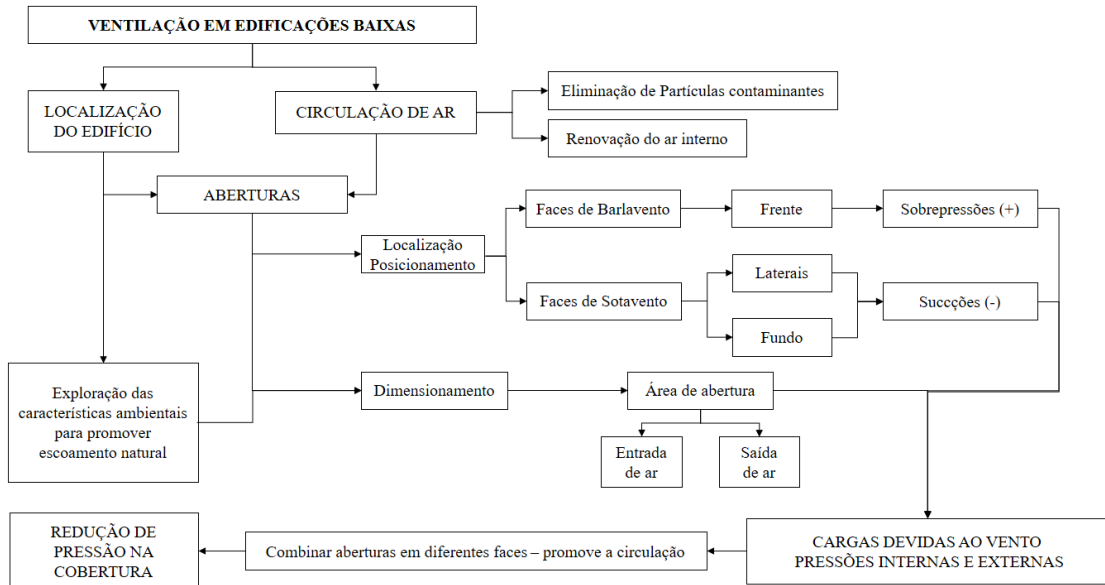 VENTILAÇÃO EM EDIFICAÇÕES BAIXAS
LOCALIZAÇÃO
DO EDIFÍCIO
CIRCULAÇÃO DE AR
Eliminação de Partículas contaminantes
Renovação do ar interno
ABERTURAS
Localização
Posicionamento
Faces de Barlavento
Frente
Sobrepressões (+)
Faces de Sotavento
Laterais
Fundo
Succções (-)
Exploração das
características ambientais
para promover
escoamento natural
Dimensionamento
Área de abertura
Entrada
de ar
Saída
de ar
CARGAS DEVIDAS AO VENTO
PRESSÕES INTERNAS E EXTERNAS
Combinar aberturas em diferentes faces – promove a circulação
REDUÇÃO DE
PRESSÃO NA
COBERTURA